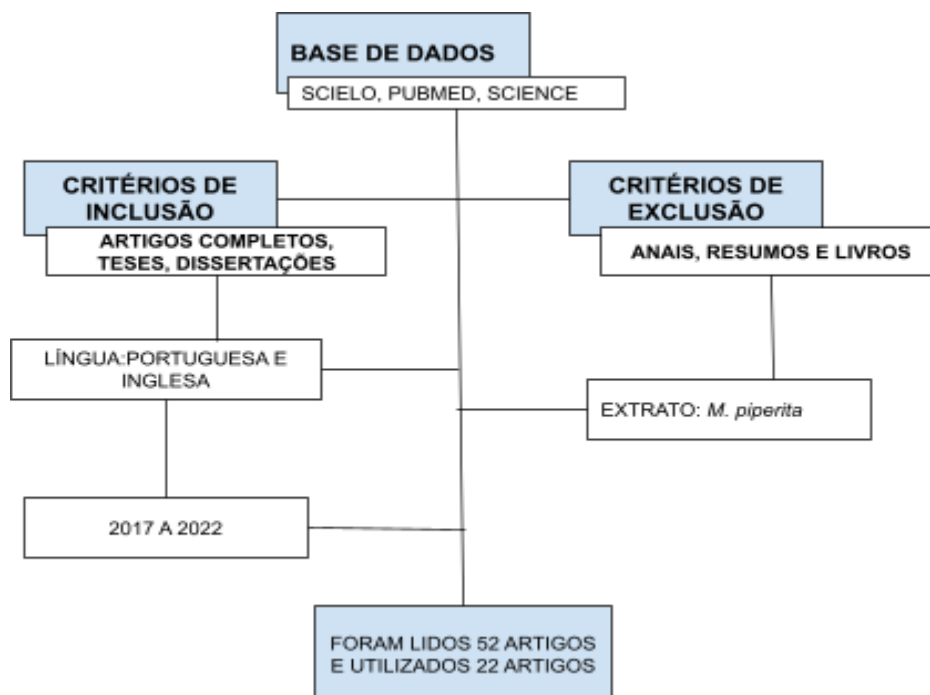 BASE DE DADOS
SCIELO, PUBMED, SCIENCE
CRITÉRIOS DE
INCLUSÃO
ARTIGOS COMPLETOS,
TESES, DISSERTAÇÕES
CRITÉRIOS DE
EXCLUSÃO
ANAIS, RESUMOS E LIVROS
LÍNGUA:PORTUGUESA E
INGLESA
EXTRATO: M. piperita
2017 A 2022
FORAM LIDOS 52 ARTIGOS
E UTILIZADOS 22 ARTIGOS